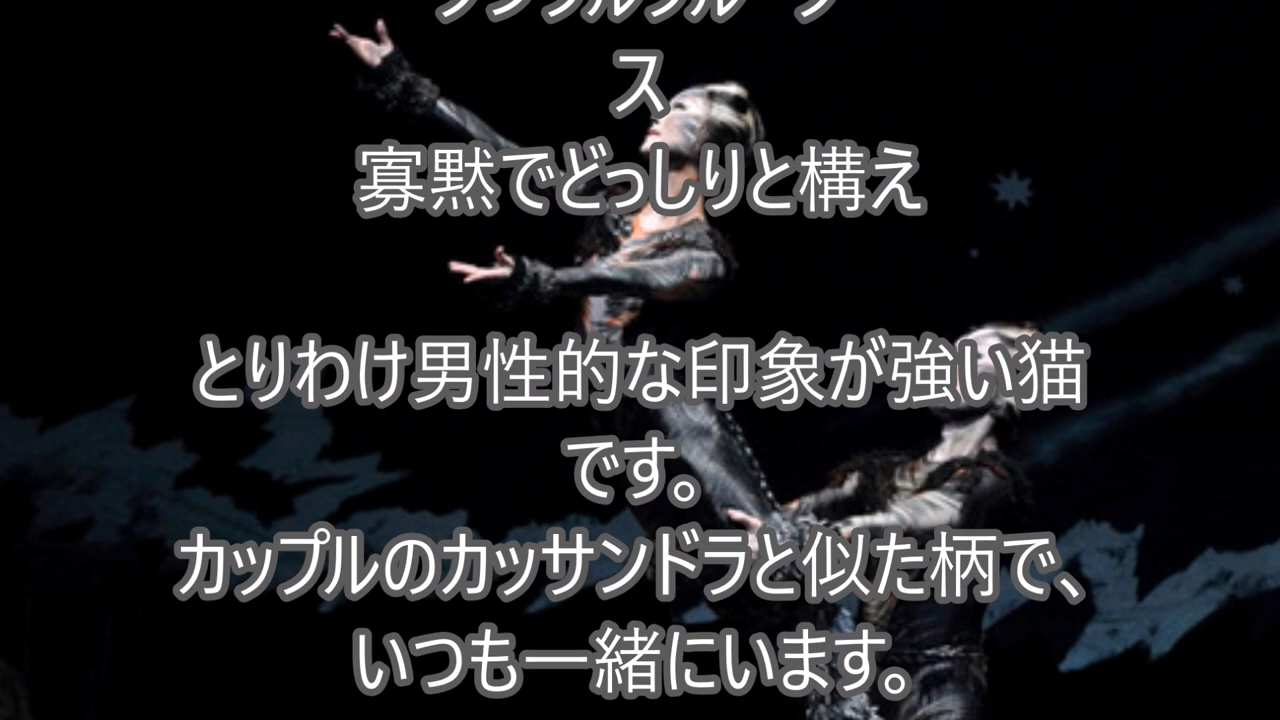 ス
寡黙でどっしりと構え
とりわけ男性的な印象が強い猫
です。
カップルのカッサンドラと似た柄で、
いつも一緒にいます。